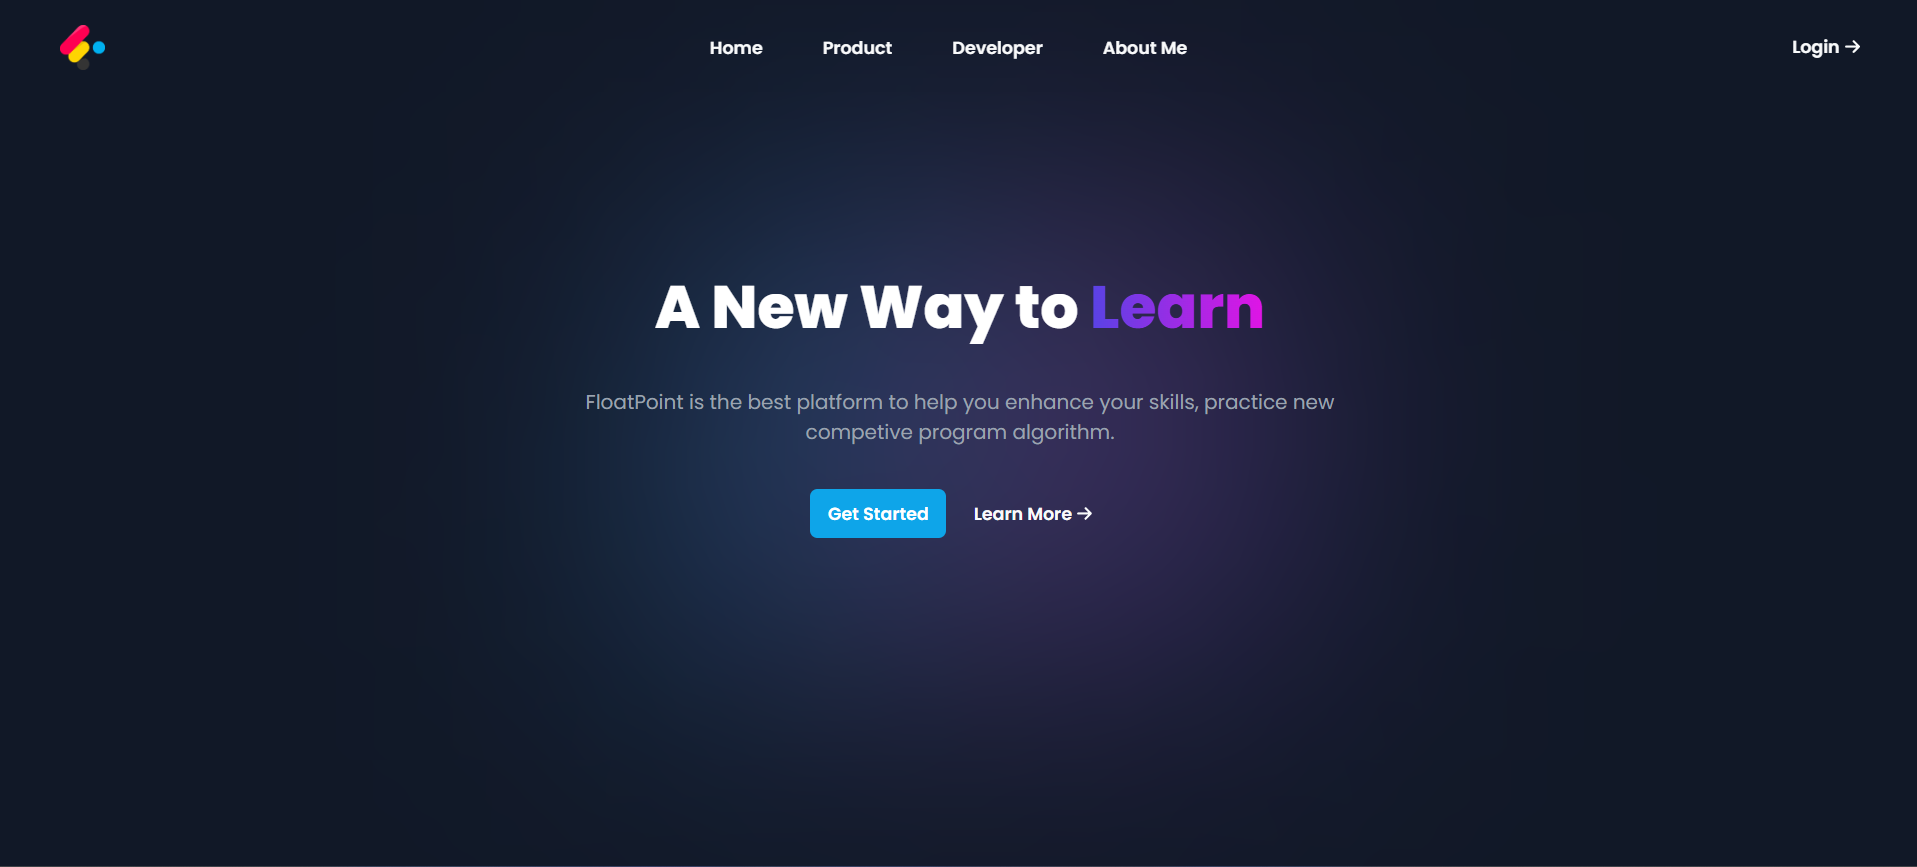 Home Product Developer About Me Login →
A New Way to Learn
FloatPoint is the best platform to help you enhance your skills, practice new
competive program algorithm.
Get Started Learn More →